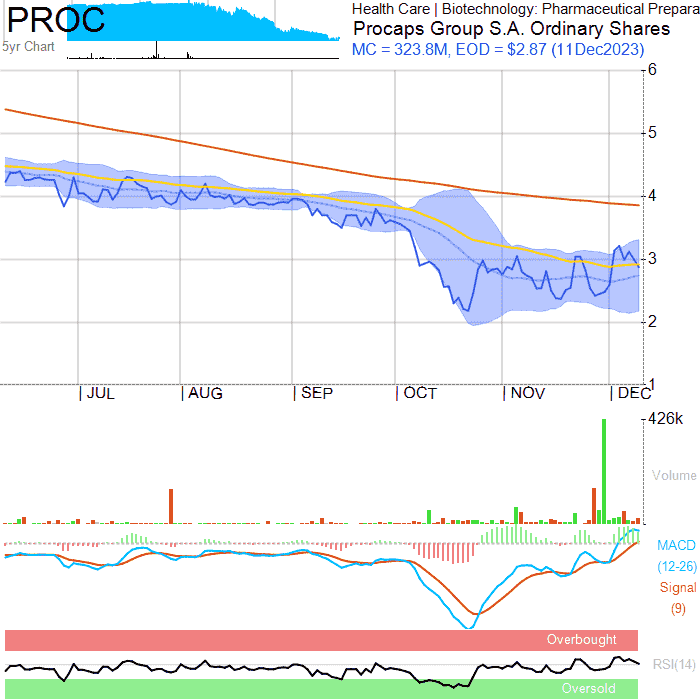 PROC
5yr Chart
Health Care | Biotechnology: Pharmaceutical Prepara
Procaps Group S.A. Ordinary Shares
MC = 323.8M, EOD = $2.87 (11Dec2023)
6
5
4
3
2
1
JUL
AUG
SEP
OCT
NOV
DEC
426k
Volume
MACD
(12-26)
Signal
(9)
Overbought
RSI(14)
Oversold